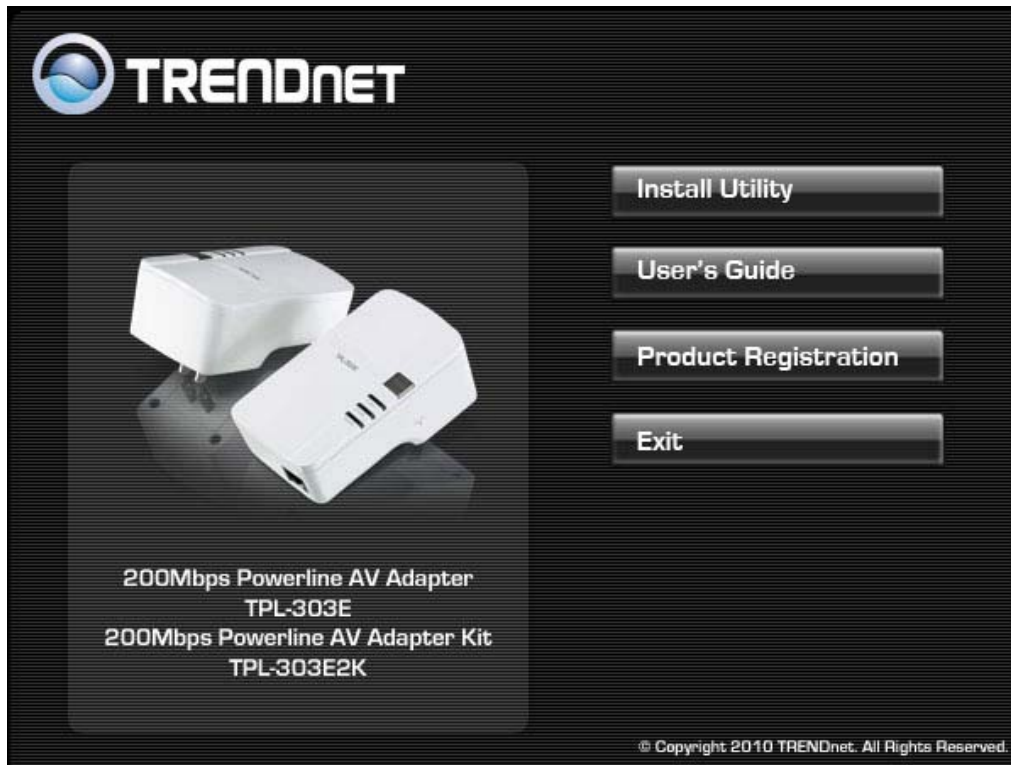 TRENDNET
Install Utility
User's Guide
Product Registration
Exit
200Mbps Powerline AV Adapter
TPL-303E
200Mbps Powerline AV Adapter Kit
TPL-303E2K
© Copyright 2010 TRENDnet. All Rights Reserved.